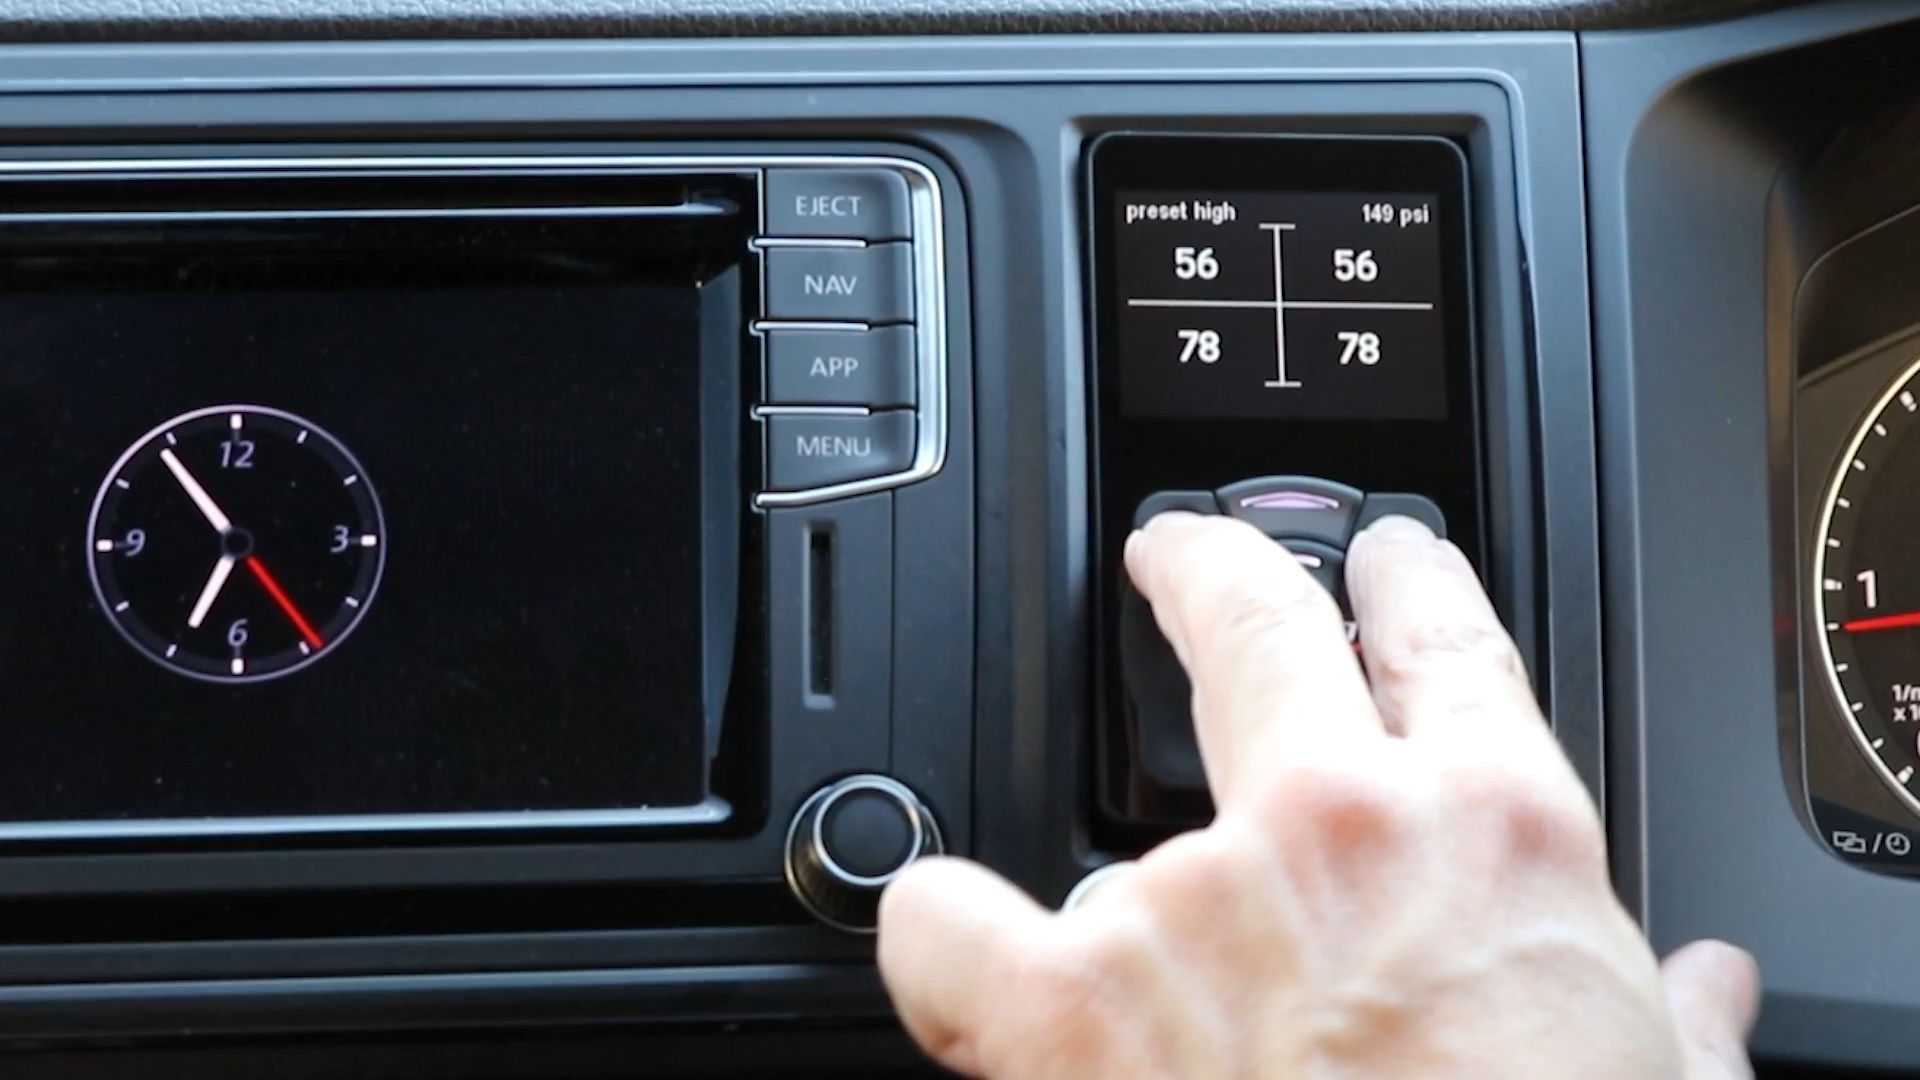 EJECT
NAV
APP
MENU
12
9
3
6
preset high 149 psi
56 56
78 78
1